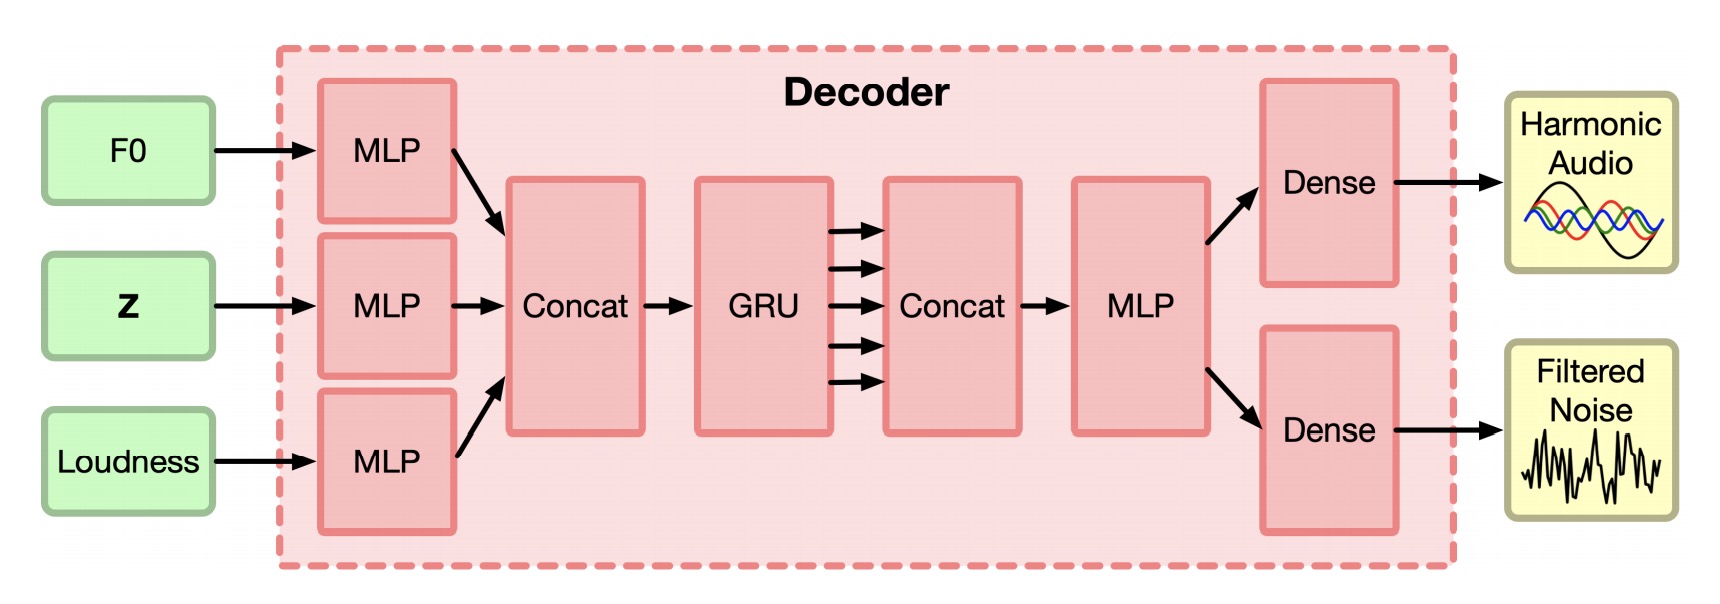 Decoder
F0
Z
Loudness
MLP
MLP
MLP
Concat
GRU
Concat
MLP
Dense
Dense
Harmonic
Audio
Filtered
Noise